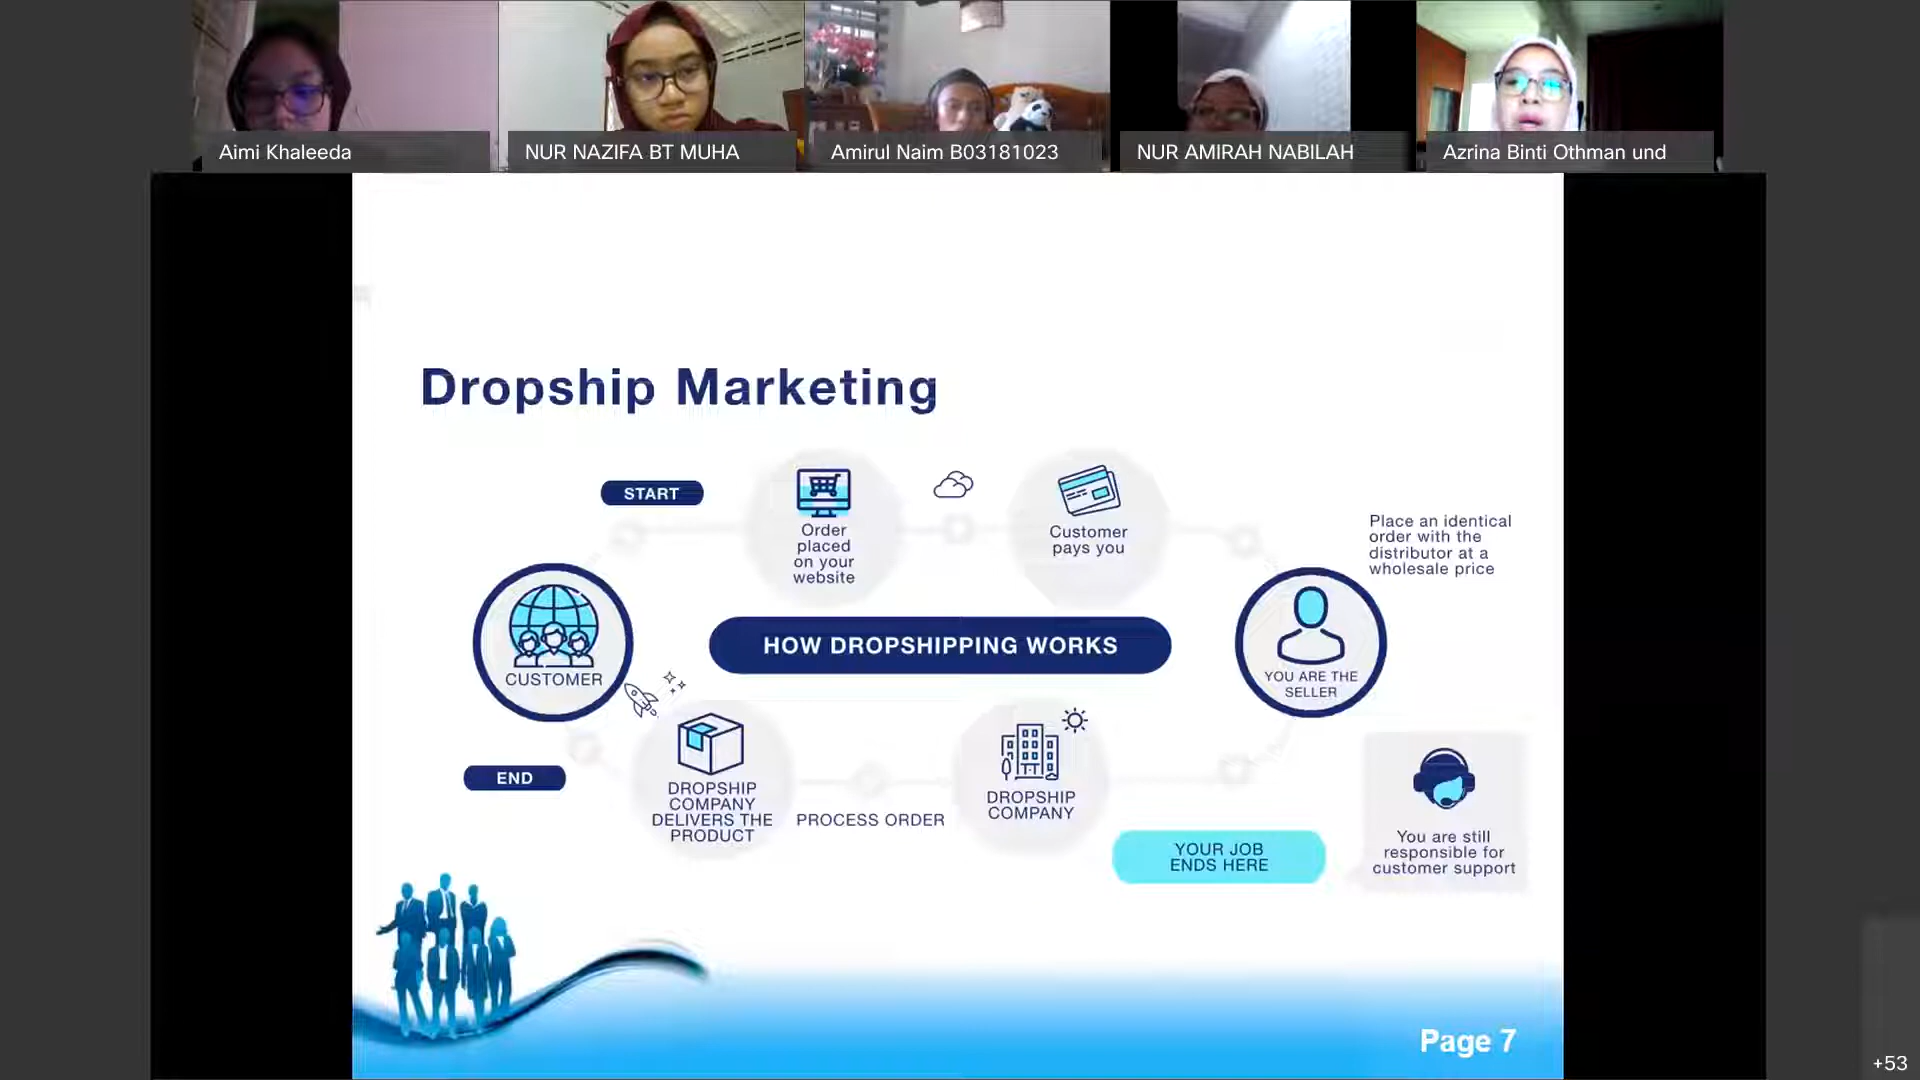 Aimi Khaleeda
NUR NAZIFA BT MUHA
Amirul Naim B03181023
NUR AMIRAH NABILAH
Azrina Binti Othman und
Dropship Marketing
START
Order
placed
on your
website
Customer
pays you
Place an identical
order with the
distributor at a
wholesale price
CUSTOMER
HOW DROPSHIPPING WORKS
YOU ARE THE
SELLER
END
DROPSHIP
COMPANY
DELIVERS THE
PRODUCT
PROCESS ORDER
DROPSHIP
COMPANY
YOUR JOB
ENDS HERE
You are still
responsible for
customer support
Page 7
+53